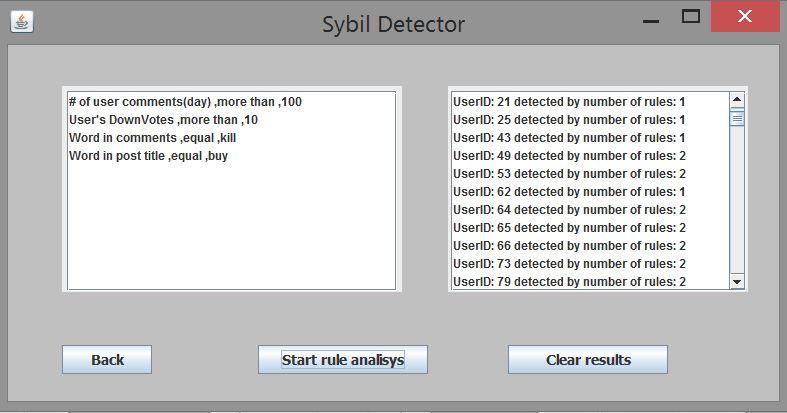 Sybil Detector
# of user comments(day) ,more than ,100
User's DownVotes ,more than ,10
Word in comments ,equal ,kill
Word in post title ,equal ,buy
UserID: 21 detected by number of rules: 1
UserID: 25 detected by number of rules: 1
UserID: 43 detected by number of rules: 1
UserID: 49 detected by number of rules: 2
UserID: 53 detected by number of rules: 2
UserID: 62 detected by number of rules: 1
UserID: 64 detected by number of rules: 2
UserID: 65 detected by number of rules: 2
UserID: 66 detected by number of rules: 2
UserID: 73 detected by number of rules: 2
UserID: 79 detected by number of rules: 2
Back
Start rule analisys
Clear results